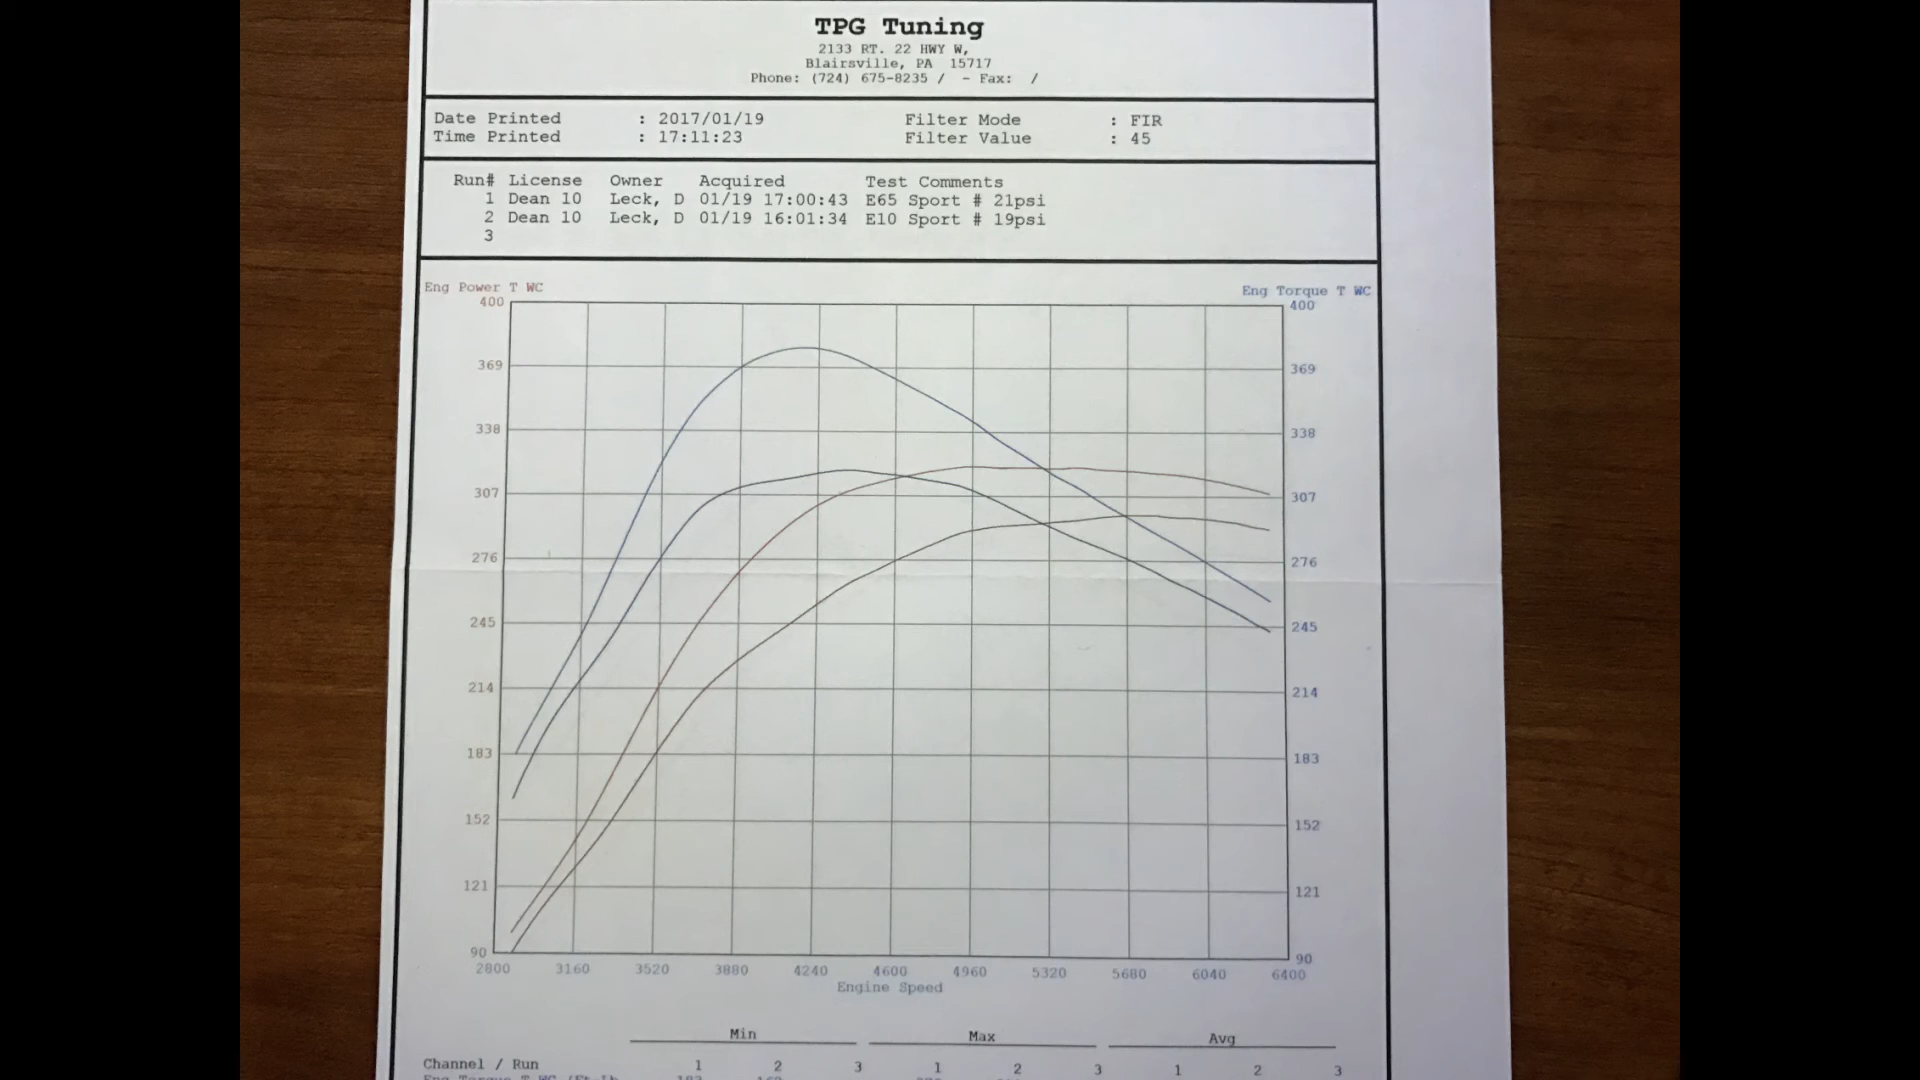 TPG Tuning
2133 RT. 22 HWY W,
Blairsville, PA 15717
Phone: (724) 675-8235 / - Fax: /
Date Printed : 2017/01/19 Filter Mode : FIR
Time Printed : 17:11:23 Filter Value : 45
Run# License Owner Acquired Test Comments
1 Dean 10 Leck, D 01/19 17:00:43 E65 Sport # 21psi
2 Dean 10 Leck, D 01/19 16:01:34 E10 Sport # 19psi
3
Eng Power T WC Eng Torque T WC
400 400
369 369
338 338
307 307
276 276
245 245
214 214
183 183
152 152
121 121
90 90
2800 3160 3520 3880 4240 4600 4960 5320 5680 6040 6400
Engine Speed
Min Max Avg
Channel / Run 1 2 3 1 2 3 1 2 3